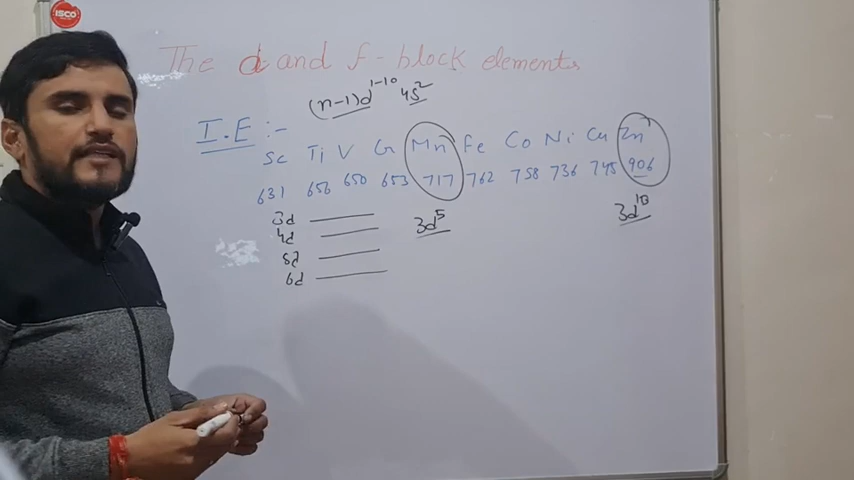 ISCO
The d and f-block elements
(n-1)d¹⁻¹⁰ 4s²
I.E :-
Sc Ti V Cr Mn Fe Co Ni Cu Zn
631 656 650 653 717 762 758 736 745 906
3d 3d⁵ 3d¹⁰
4d
5d
6d